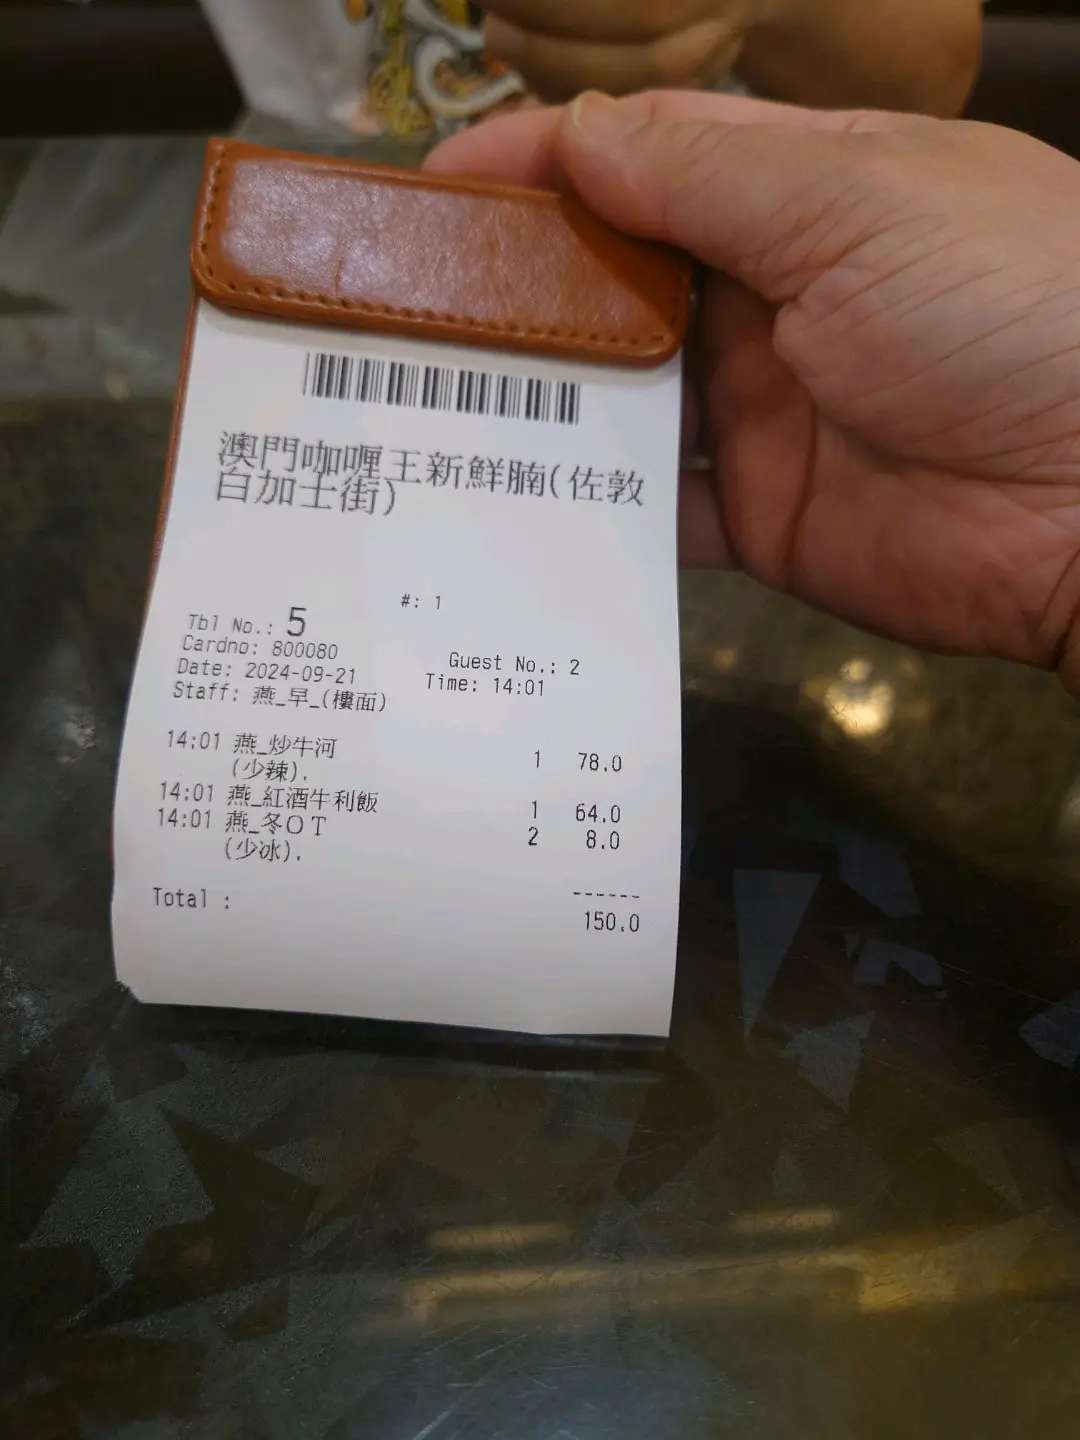 澳門咖喱王新鮮腩(佐敦
白加士街)
#: 1
Tbl No.: 5
Cardno: 800080
Guest No.: 2
Date: 2024-09-21
Time: 14:01
Staff: 燕_早_(樓面)
14:01 燕_炒牛河 1 78.0
(少辣).
14:01 燕_紅酒牛利飯 1 64.0
14:01 燕_冬OT 2 8.0
(少冰).
------
Total : 150.0